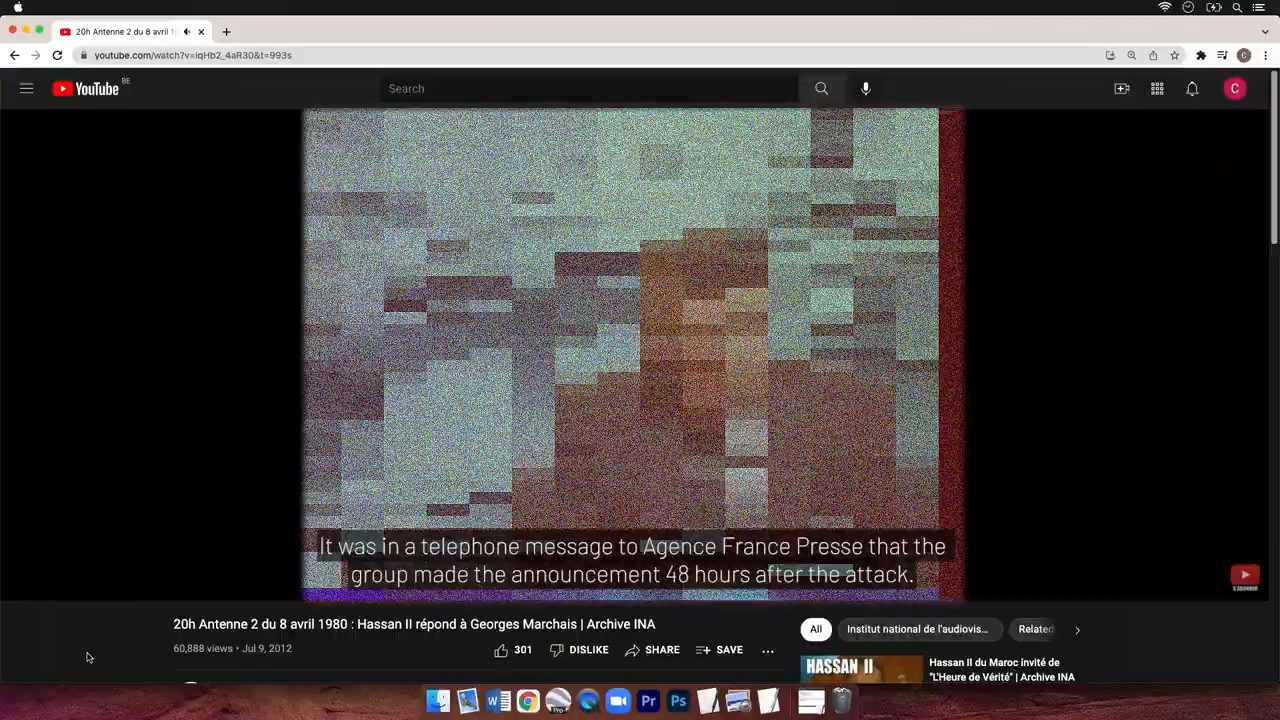 20h Antenne 2 du 8 avril 1
youtube.com/watch?v=iqHb2_4aR30&t=993s
YouTube BE
Search
C
It was in a telephone message to Agence France Presse that the
group made the announcement 48 hours after the attack.
20h Antenne 2 du 8 avril 1980 : Hassan II répond à Georges Marchais | Archive INA
60,888 views • Jul 9, 2012
301
DISLIKE
SHARE
SAVE
All
Institut national de l'audiovis...
Related
HASSAN II
Hassan II du Maroc invité de
"L'Heure de Vérité" | Archive INA
W
Pro
Pr
Ps